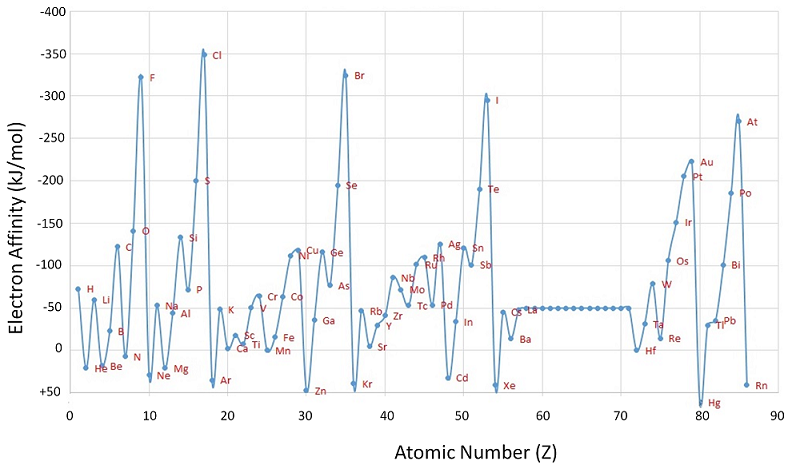 -400
-350
-300
-250
-200
-150
-100
-50
0
+50
Electron Affinity (kJ/mol)
0
10
20
30
40
50
60
70
80
90
Atomic Number (Z)
H
He
Li
Be
B
C
N
O
F
Ne
Na
Mg
Al
Si
P
S
Cl
Ar
K
Ca
Sc
Ti
V
Cr
Mn
Fe
Co
Ni
Cu
Zn
Ga
Ge
As
Se
Br
Kr
Rb
Sr
Y
Zr
Nb
Mo
Tc
Ru
Rh
Pd
Ag
Cd
In
Sn
Sb
Te
I
Xe
Cs
Ba
La
Hf
Ta
W
Re
Os
Ir
Pt
Au
Hg
Tl
Pb
Bi
Po
At
Rn